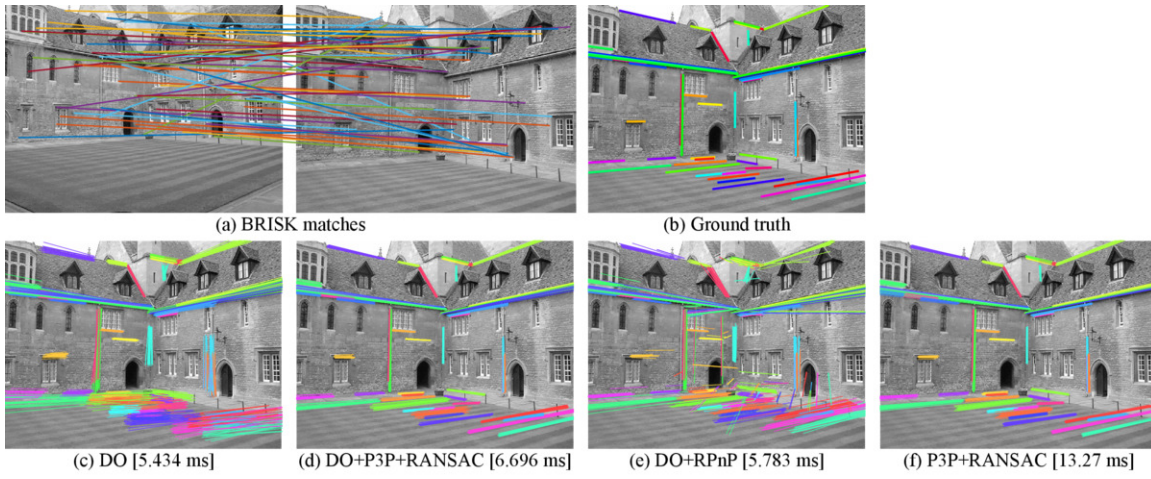 (a) BRISK matches
(b) Ground truth
(c) DO [5.434 ms]
(d) DO+P3P+RANSAC [6.696 ms]
(e) DO+RPnP [5.783 ms]
(f) P3P+RANSAC [13.27 ms]